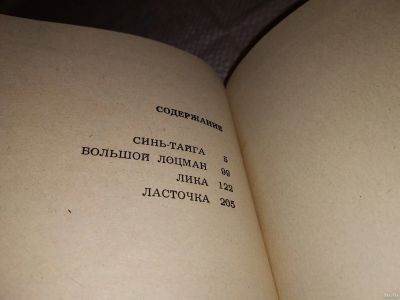 СОДЕРЖАНИЕ
СИНЬ-ТАЙГА 5
БОЛЬШОЙ ЛОЦМАН 99
ЛИКА 122
ЛАСТОЧКА 205